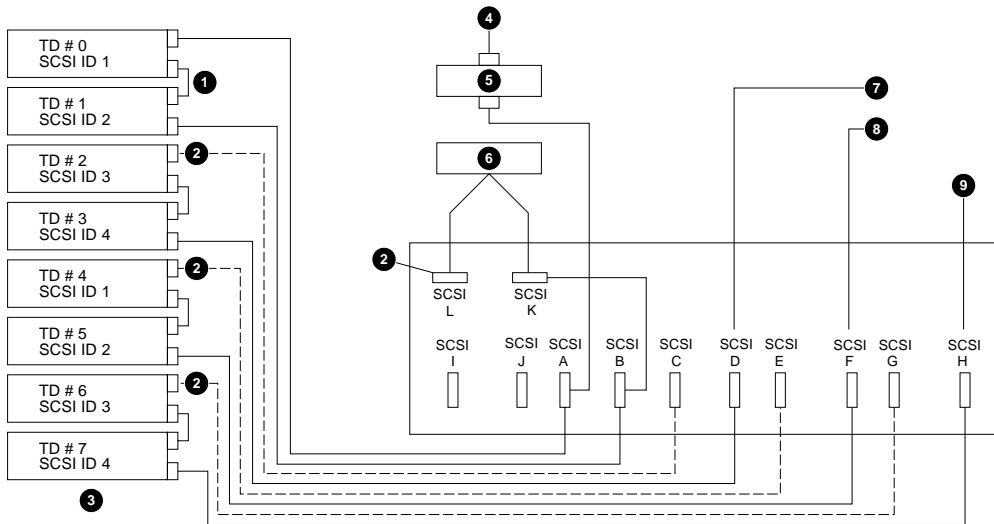 TD # 0
SCSI ID 1
1
TD # 1
SCSI ID 2
TD # 2
SCSI ID 3
2
TD # 3
SCSI ID 4
TD # 4
SCSI ID 1
2
TD # 5
SCSI ID 2
TD # 6
SCSI ID 3
2
TD # 7
SCSI ID 4
3
4
5
6
7
8
9
2
SCSI
L
SCSI
K
SCSI
I
SCSI
J
SCSI
A
SCSI
B
SCSI
C
SCSI
D
SCSI
E
SCSI
F
SCSI
G
SCSI
H